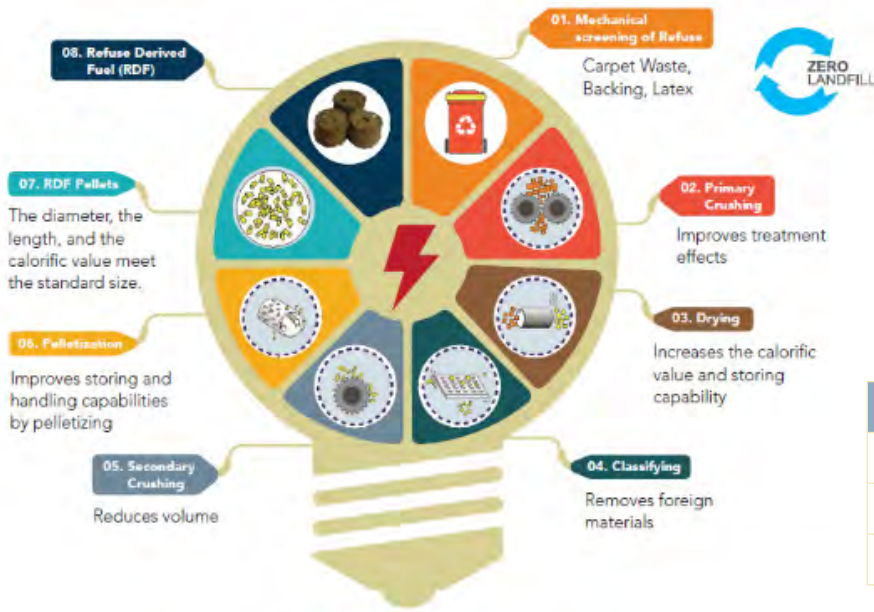 01. Mechanical
screening of Refuse
Carpet Waste,
Backing, Latex
ZERO
LANDFILL
02. Primary
Crushing
Improves treatment
effects
03. Drying
Increases the calorific
value and storing
capability
04. Classifying
Removes foreign
materials
05. Secondary
Crushing
Reduces volume
06. Pelletization
Improves storing and
handling capabilities
by pelletizing
07. RDF Pellets
The diameter, the
length, and the
calorific value meet
the standard size.
08. Refuse Derived
Fuel (RDF)